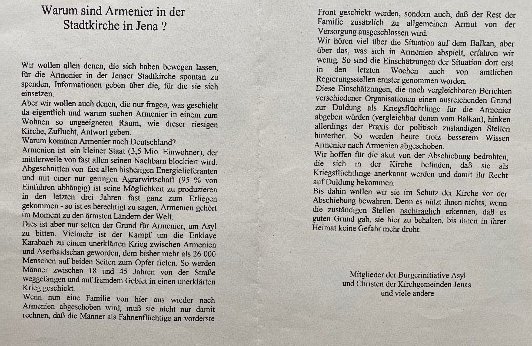 Warum sind Armenier in der
Stadtkirche in Jena ?
Wir wollen allen denen, die sich haben bewegen lassen,
für die Armenier in der Jenaer Stadtkirche spontan zu
spenden, Informationen geben über die, für die sie sich
einsetzen.
Aber wir wollen auch denen, die nur fragen, was geschieht
da eigentlich und warum suchen Armenier in einem zum
Wohnen so ungeeigneten Raum, wie dieser riesigen
Kirche, Zuflucht, Antwort geben.
Warum kommen Armenier nach Deutschland?
Armenien ist ein kleiner Staat (3,5 Mio. Einwohner), der
mittlerweile von fast allen seinen Nachbarn blockiert wird.
Abgeschnitten von fast allen bisherigen Energielieferanten
und mit nur einer geringen Agrarwirtschaft (75 % von
Einfuhren abhängig) ist seine Möglichkeit zu produzieren
in den letzten drei Jahren fast ganz zum Erliegen
gekommen - so ist es berechtigt zu sagen, Armenien gehört
im Moment zu den ärmsten Ländern der Welt.
Dies ist aber nur selten der Grund für Armenier, um Asyl
zu bitten. Vielmehr ist der Kampf um die Enklave
Karabach zu einem unerklärten Krieg zwischen Armenien
und Aserbaidschan geworden, dem bisher mehr als 26 000
Menschen auf beiden Seiten zum Opfer fielen. So werden
Männer zwischen 18 und 45 Jahren von der Straße
weggefangen und auf fremdem Gebiet in einen unerklärten
Krieg geschickt.
Wenn nun eine Familie von hier aus wieder nach
Armenien abgeschoben wird, muß sie nicht nur damit
rechnen, daß die Männer als Fahnenflüchtige an vorderste
Front geschickt werden, sondern auch, daß der Rest der
Familie zusätzlich zu allgemeinen Armut von der
Versorgung ausgeschlossen wird.
Wir hören viel über die Situation auf dem Balkan, aber
über das, was sich in Armenien abspielt, erfahren wir
wenig. So sind die Einschätzungen der Situation dort erst
in den letzten Wochen auch von amtlichen
Regierungsstellen ernster genommen worden.
Diese Einschätzungen, die nach vergleichbaren Berichten
verschiedener Organisationen einen ausreichenden Grund
zur Duldung als Kriegsflüchtlinge für die Armenier
abgeben würden (vergleichbar denen vom Balkan), hinken
allerdings der Praxis der politisch zuständigen Stellen
hinterher. So werden heute trotz besserem Wissen
Armenier nach Armenien abgeschoben.
Wir hoffen für die akut von der Abschiebung bedrohten,
die sich in der Kirche befinden, daß sie als
Kriegsflüchtlinge anerkannt werden und damit ihr Recht
auf Duldung bekommen.
Bis dahin wollen wir sie im Schutz der Kirche vor der
Abschiebung bewahren. Denn es nützt ihnen nichts, wenn
die zuständigen Stellen nachträglich erkennen, daß es
guten Grund gab, sie hier zu behalten, bis ihnen in ihrer
Heimat keine Gefahr mehr droht.
Mitglieder der Bürgerinitiative Asyl
und Christen der Kirchgemeinden Jenas
und viele andere